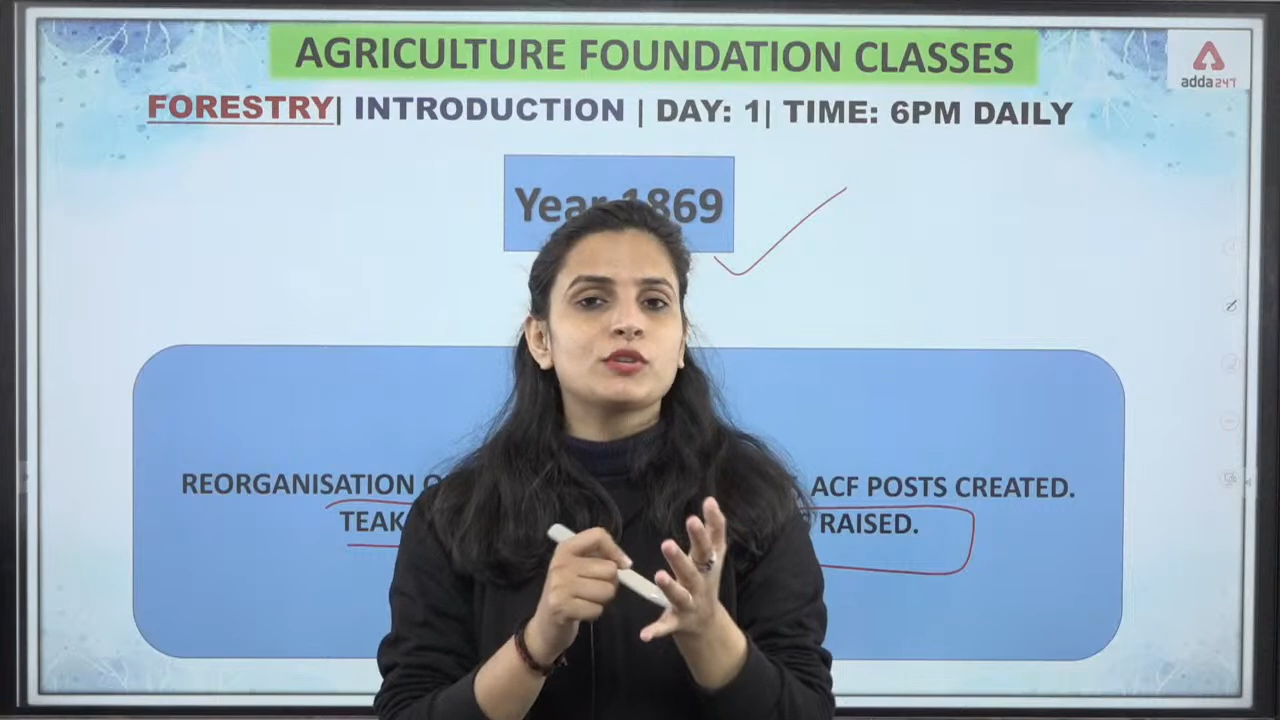 AGRICULTURE FOUNDATION CLASSES
adda247
FORESTRY| INTRODUCTION | DAY: 1| TIME: 6PM DAILY
Year 1869
REORGANISATION ACF POSTS CREATED.
TEAK RAISED.